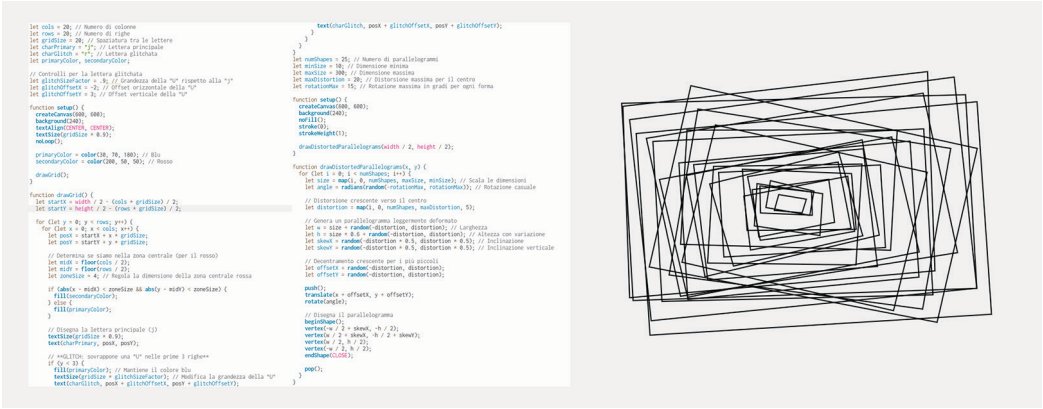 let cols = 20; // Numero di colonne
let rows = 20; // Numero di righe
let gridSize = 20; // Spaziatura tra le lettere
let charPrimary = "j"; // Lettera principale
let charGlitch = "r"; // Lettera glitchata
let primaryColor, secondaryColor;
// Controlli per la lettera glitchata
let glitchSizeFactor = .9; // Grandezza della "U" rispetto alla "j"
let glitchOffsetX = -2; // Offset orizzontale della "U"
let glitchOffsetY = 3; // Offset verticale della "U"
function setup() {
createCanvas(600, 600);
background(240);
textAlign(CENTER, CENTER);
textSize(gridSize * 0.9);
noLoop();
primaryColor = color(30, 70, 180); // Blu
secondaryColor = color(200, 50, 50); // Rosso
drawGrid();
}
function drawGrid() {
let startX = width / 2 - (cols * gridSize) / 2;
let startY = height / 2 - (rows * gridSize) / 2;
for (let y = 0; y < rows; y++) {
for (let x = 0; x < cols; x++) {
let posX = startX + x * gridSize;
let posY = startY + y * gridSize;
// Determina se siamo nella zona centrale (per il rosso)
let midX = floor(cols / 2);
let midY = floor(rows / 2);
let zoneSize = 4; // Regola la dimensione della zona centrale rossa
if (abs(x - midX) < zoneSize && abs(y - midY) < zoneSize) {
fill(secondaryColor);
} else {
fill(primaryColor);
}
// Disegna la lettera principale (j)
textSize(gridSize * 0.9);
text(charPrimary, posX, posY);
// **GLITCH: sovrappone una "U" nelle prime 3 righe**
if (y < 3) {
fill(primaryColor); // Mantiene il colore blu
textSize(gridSize * glitchSizeFactor); // Modifica la grandezza della "U"
text(charGlitch, posX + glitchOffsetX, posY + glitchOffsetY);
text(charGlitch, posX + glitchOffsetX, posY + glitchOffsetY);
}
}
}
}
let numShapes = 25; // Numero di parallelogrammi
let minSize = 10; // Dimensione minima
let maxSize = 300; // Dimensione massima
let maxDistortion = 20; // Distorsione massima per il centro
let rotationMax = 15; // Rotazione massima in gradi per ogni forma
function setup() {
createCanvas(600, 600);
background(240);
noFill();
stroke(0);
strokeWeight(1);
drawDistortedParallelograms(width / 2, height / 2);
}
function drawDistortedParallelograms(x, y) {
for (let i = 0; i < numShapes; i++) {
let size = map(i, 0, numShapes, maxSize, minSize); // Scala le dimensioni
let angle = radians(random(-rotationMax, rotationMax)); // Rotazione casuale
// Distorsione crescente verso il centro
let distortion = map(i, 0, numShapes, maxDistortion, 5);
// Genera un parallelogramma leggermente deformato
let w = size + random(-distortion, distortion); // Larghezza
let h = size * 0.6 + random(-distortion, distortion); // Altezza con variazione
let skewX = random(-distortion * 0.5, distortion * 0.5); // Inclinazione
let skewY = random(-distortion * 0.5, distortion * 0.5); // Inclinazione verticale
// Decentramento crescente per i più piccoli
let offsetX = random(-distortion, distortion);
let offsetY = random(-distortion, distortion);
push();
translate(x + offsetX, y + offsetY);
rotate(angle);
// Disegna il parallelogramma
beginShape();
vertex(-w / 2 + skewX, -h / 2);
vertex(w / 2 + skewX, -h / 2 + skewY);
vertex(w / 2, h / 2);
vertex(-w / 2, h / 2);
endShape(CLOSE);
pop();
}
}